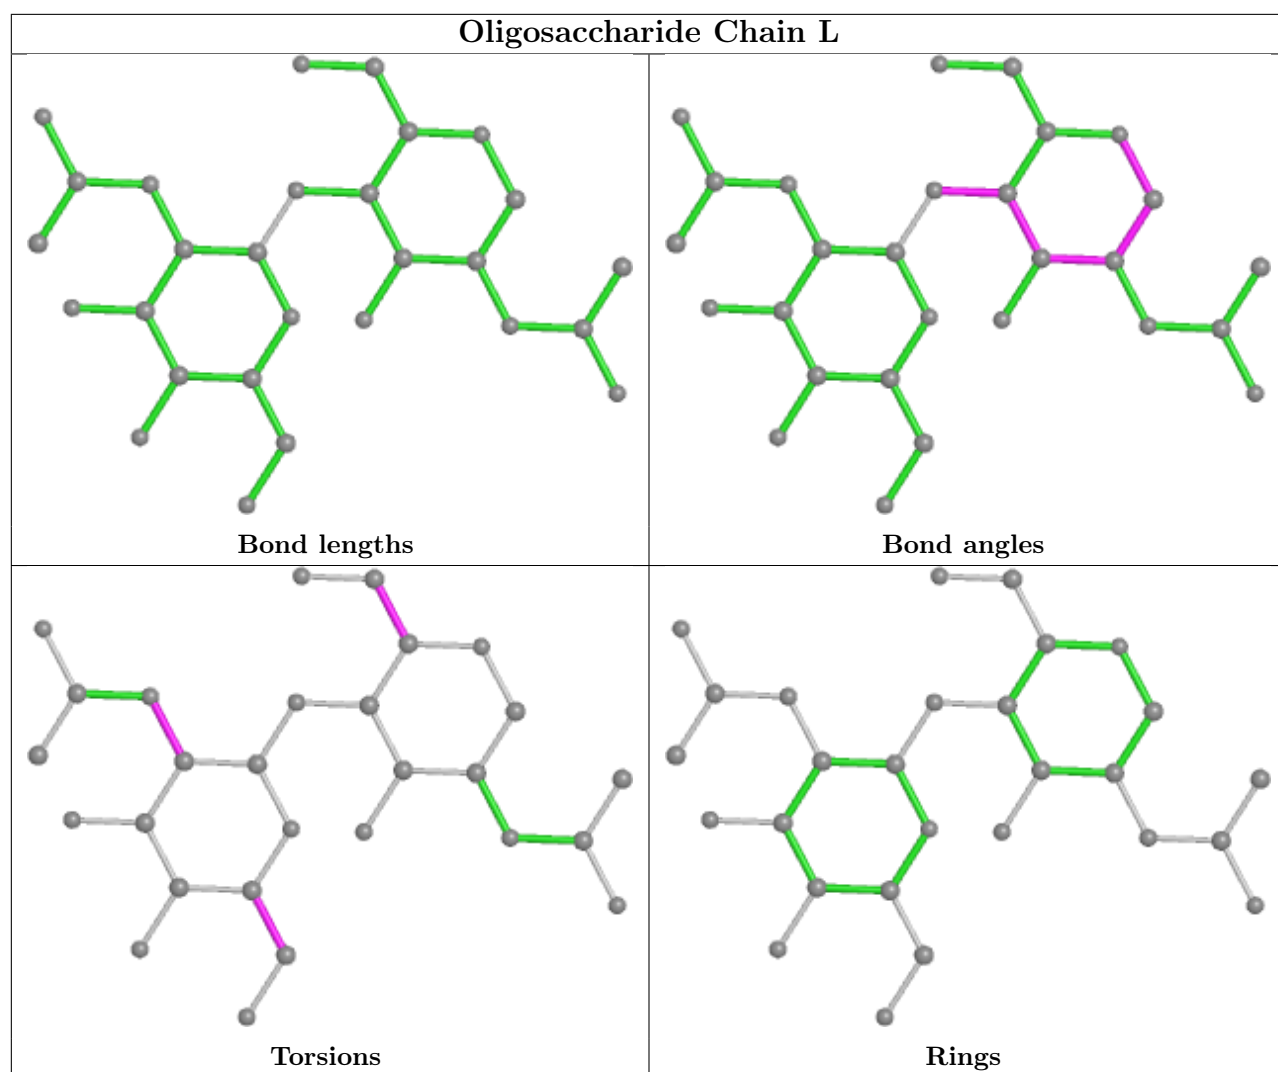 Oligosaccharide Chain L
Bond lengths
Bond angles
Torsions
Rings